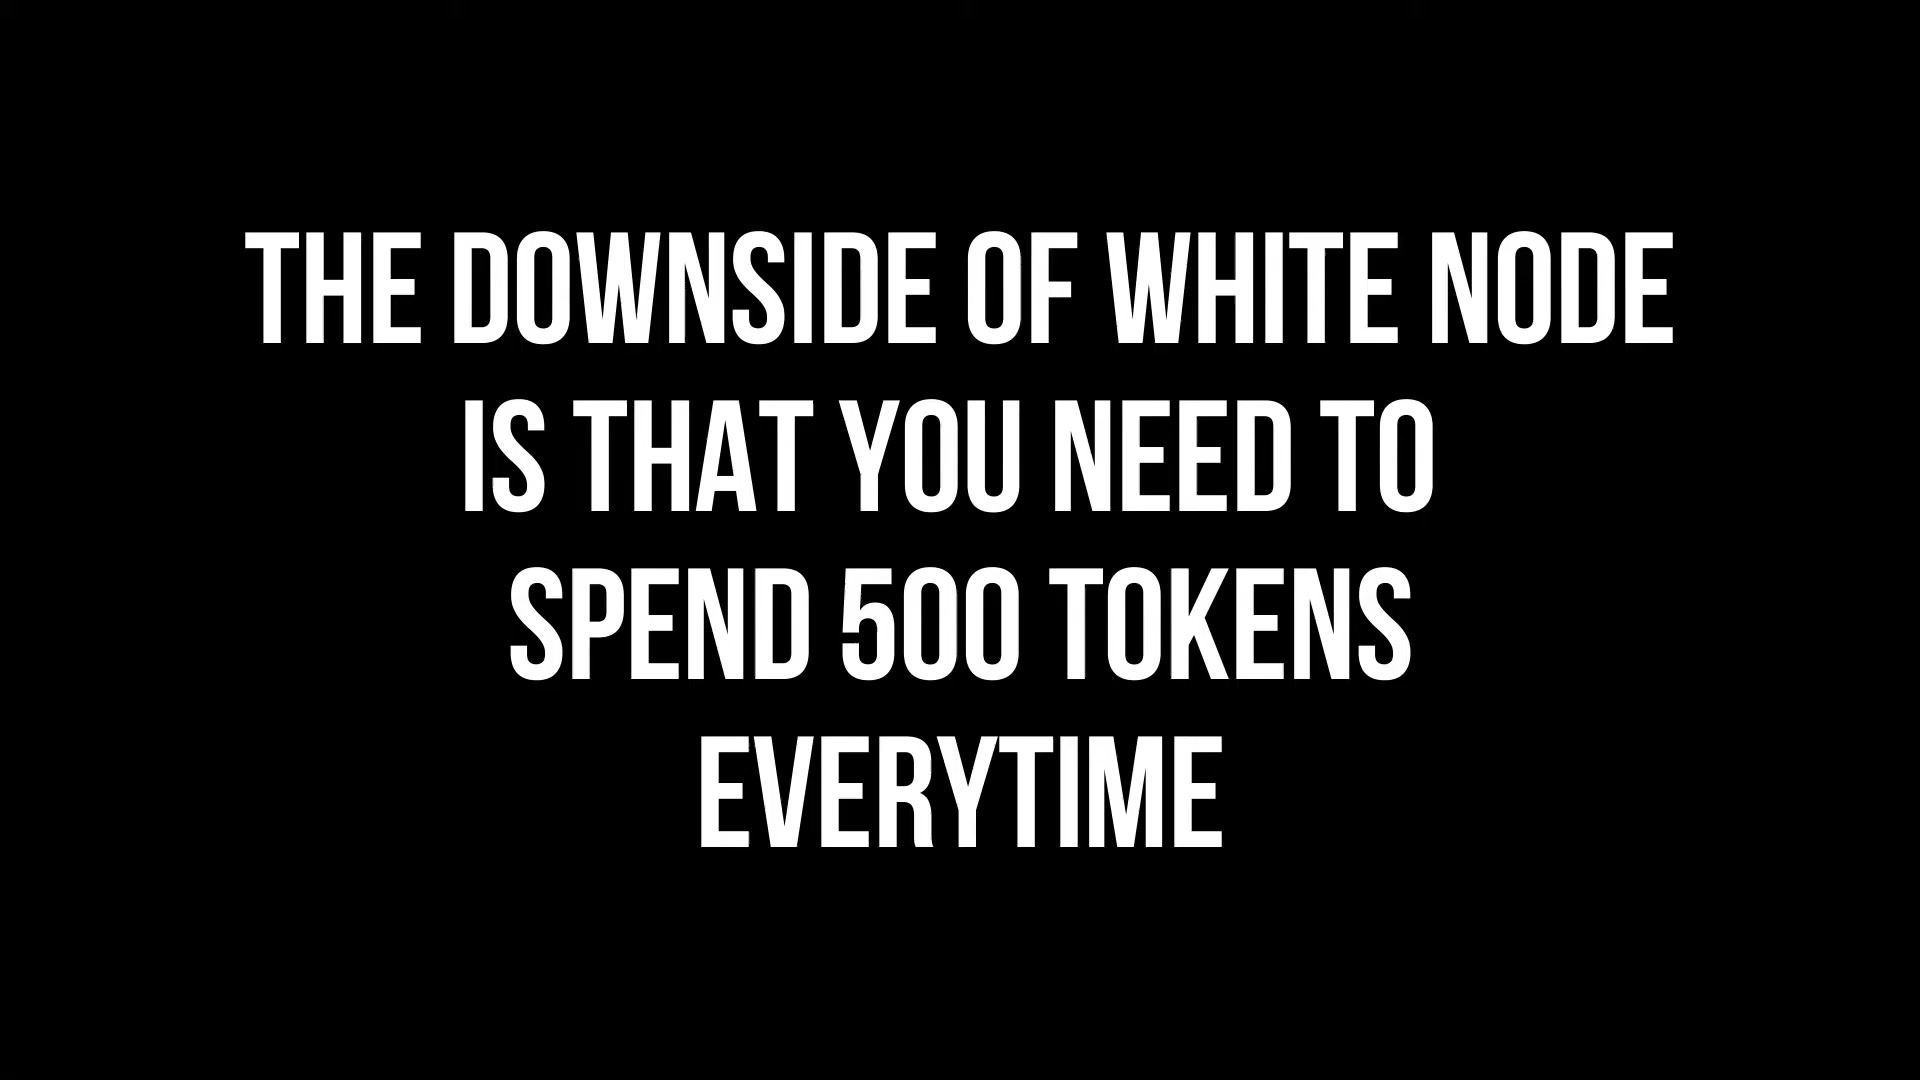 THE DOWNSIDE OF WHITE NODE
IS THAT YOU NEED TO
SPEND 500 TOKENS
EVERYTIME